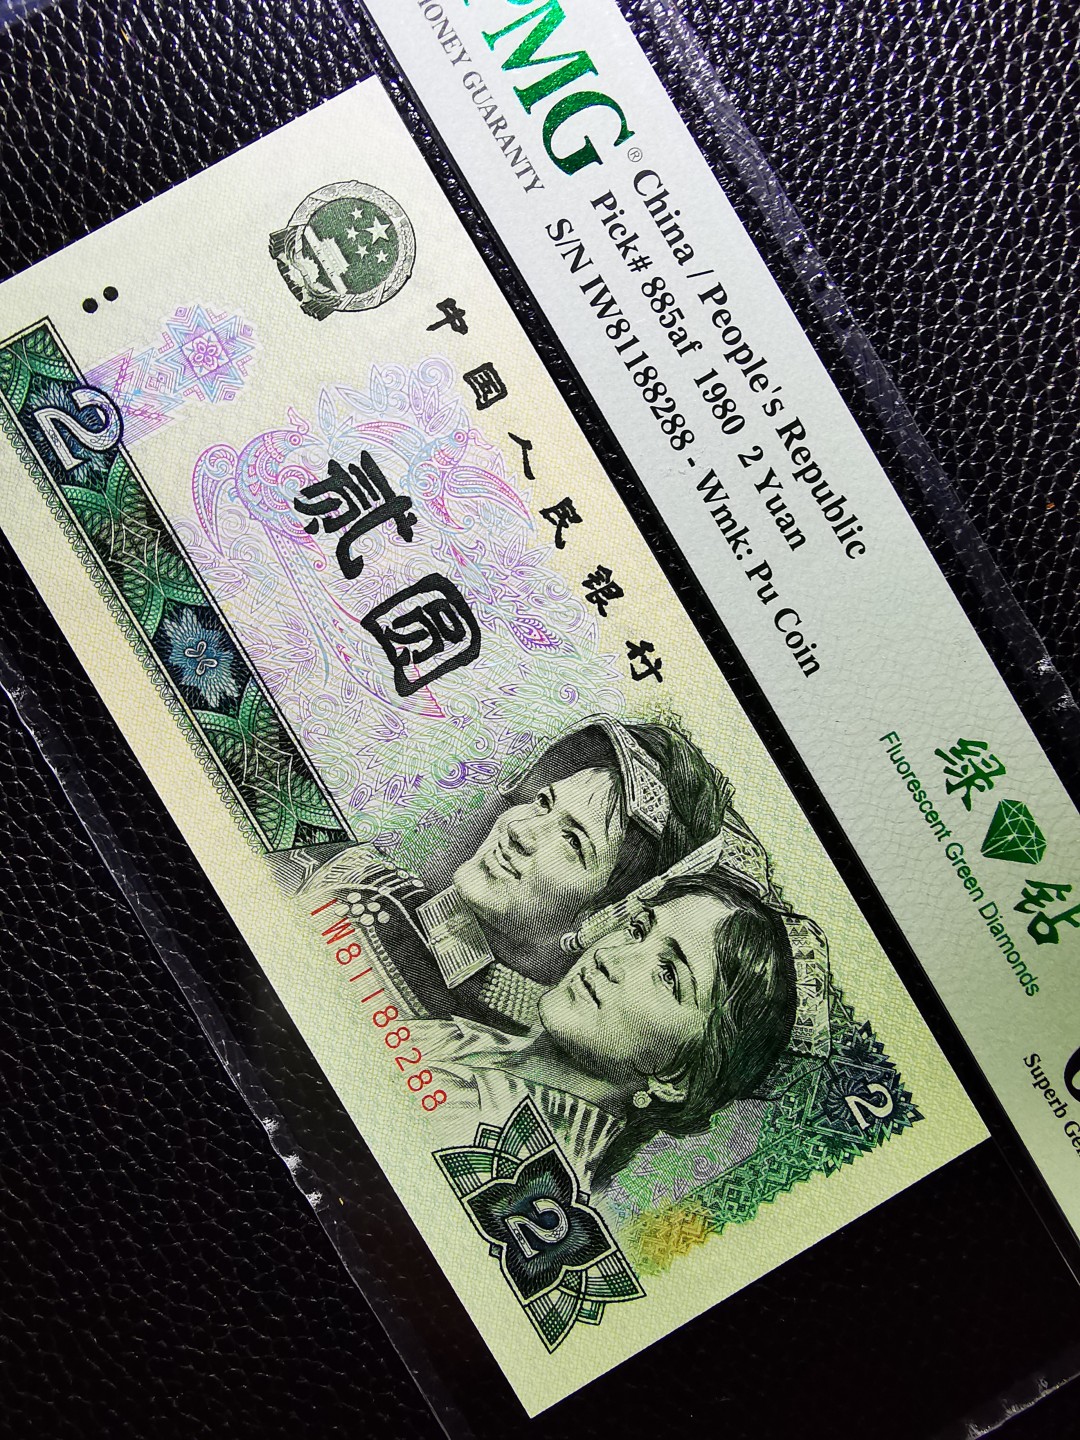 PMG®
MONEY GUARANTY
China / People's Republic
Pick# 885af 1980 2 Yuan
S/N IW81188288 - Wmk: Pu Coin
绿 钻
Fluorescent Green Diamonds
Superb
中国人民银行
贰圆
2
IW81188288
2
2